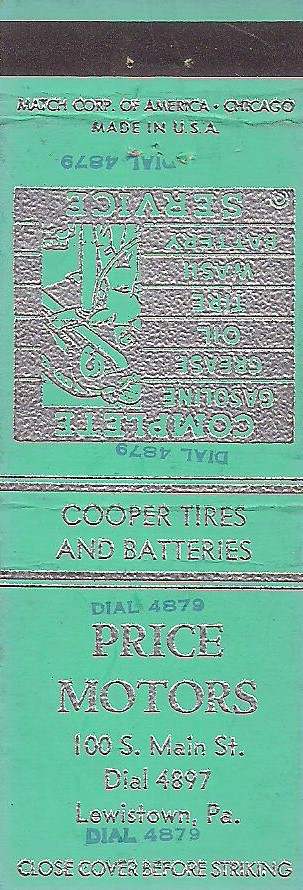 MATCH CORP. OF AMERICA • CHICAGO
MADE IN U.S.A.
DIAL 4879
COMPLETE
GASOLINE
GREASE
OIL
TIRE
WASH
BATTERY
SERVICE
DIAL 4879
COOPER TIRES
AND BATTERIES
DIAL 4879
PRICE
MOTORS
100 S. Main St.
Dial 4897
Lewistown, Pa.
DIAL 4879
CLOSE COVER BEFORE STRIKING